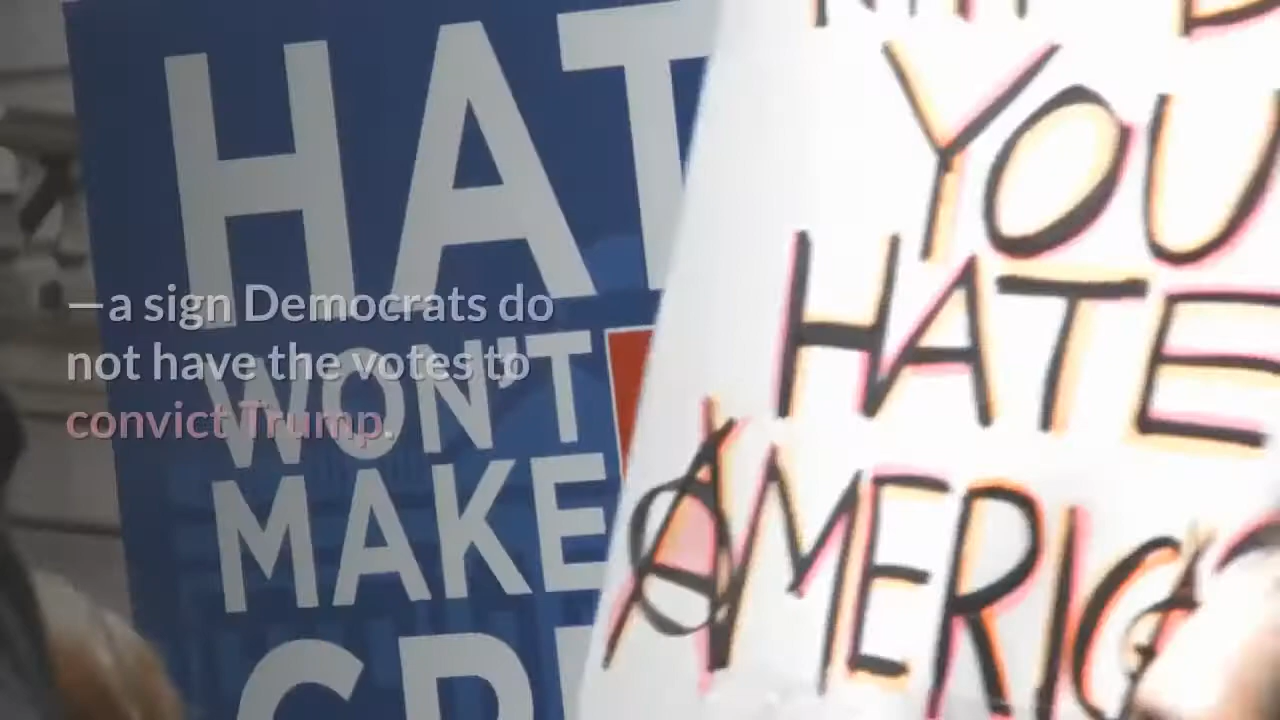 HAT
WON'T
MAKE
—a sign Democrats do
not have the votes to
convict Trump.
YOU
HATE
AMERIC